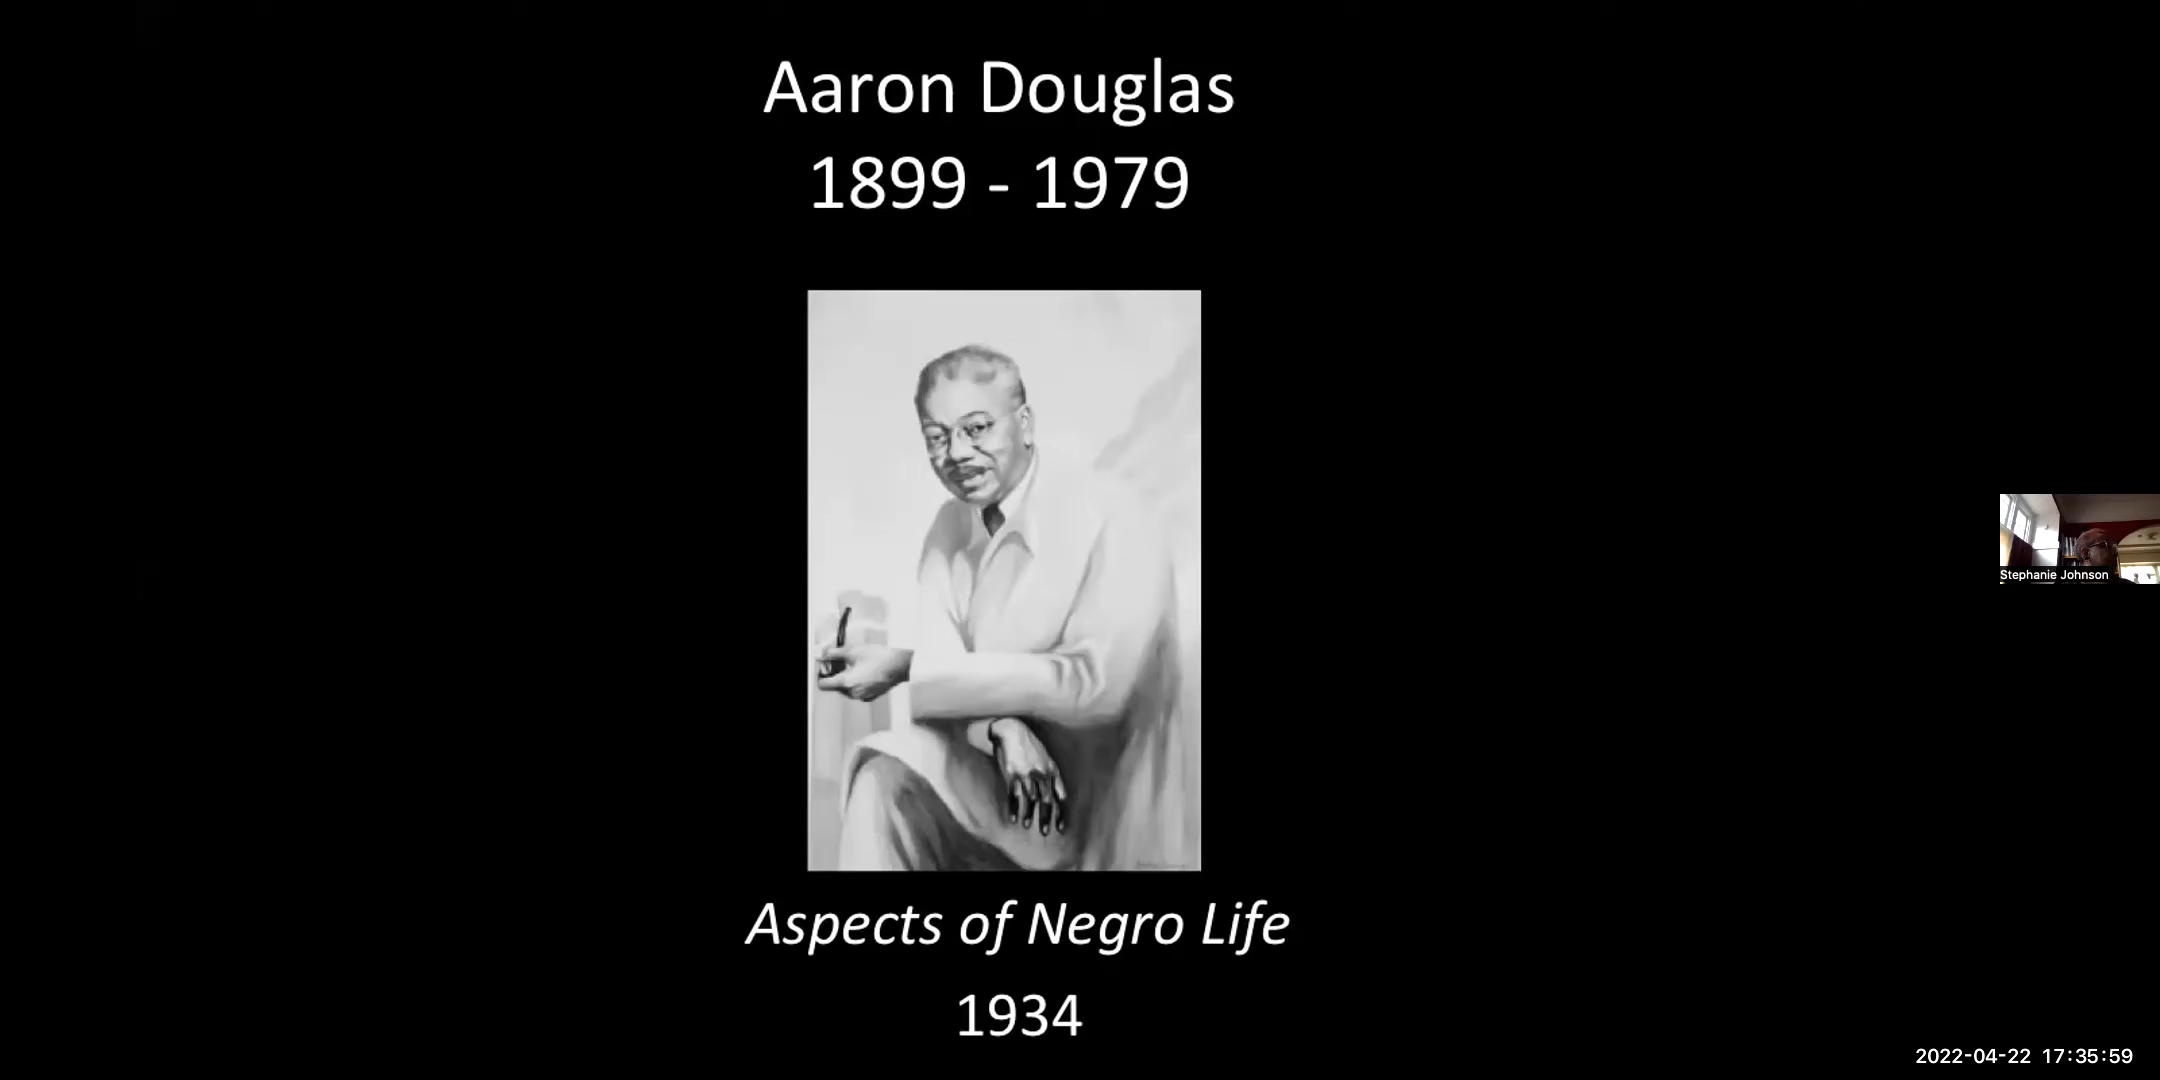 Aaron Douglas
1899 - 1979
Aspects of Negro Life
1934
Stephanie Johnson
2022-04-22 17:35:59